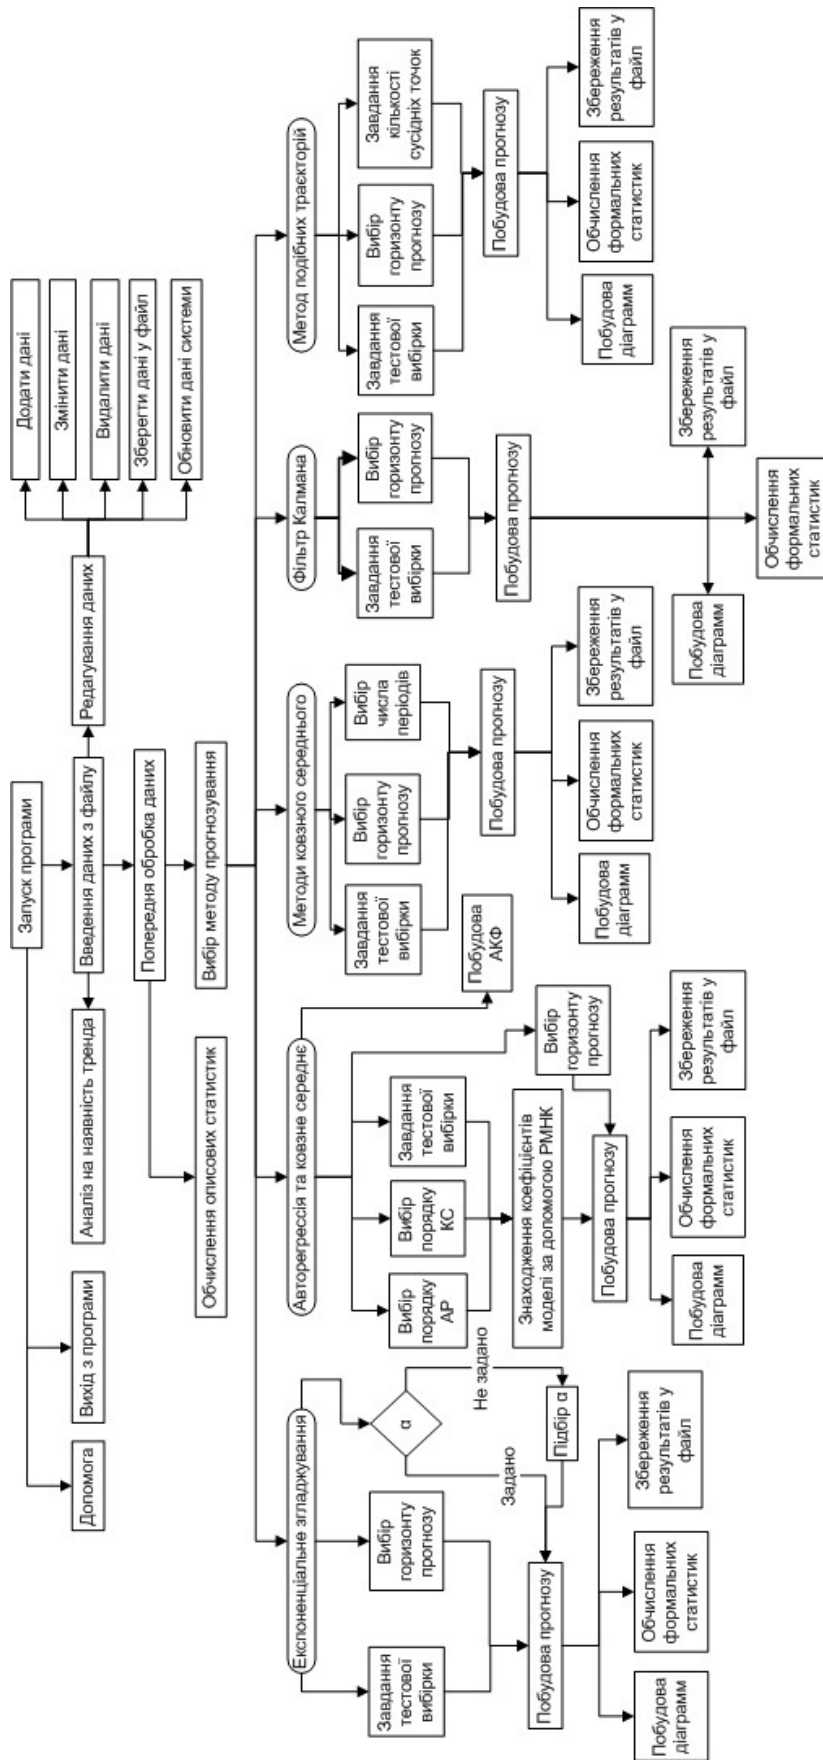 Запуск програми
Допомога
Вихід з програми
Аналіз на наявність тренда
Введення даних з файлу
Редагування даних
Додати дані
Змінити дані
Видалити дані
Зберегти дані у файл
Обновити дані системи
Обчислення описових статистик
Попередня обробка даних
Вибір методу прогнозування
Експоненціальне згладжування
Завдання
тестової
вибірки
Вибір
горизонту
прогнозу
α
Задано
Не задано
Підбір α
Побудова прогнозу
Побудова
діаграмм
Обчислення
формальних
статистик
Збереження
результатів у
файл
Авторегрессія та ковзне середнє
Вибір
порядку
АР
Вибір
порядку
КС
Завдання
тестової
вибірки
Вибір
горизонту
прогнозу
Побудова
АКФ
Знаходження коефіцієнтів
моделі за допомогою РМНК
Побудова прогнозу
Побудова
діаграмм
Обчислення
формальних
статистик
Збереження
результатів у
файл
Методи ковзного середнього
Завдання
тестової
вибірки
Вибір
горизонту
прогнозу
Вибір
числа
періодів
Побудова прогнозу
Побудова
діаграмм
Обчислення
формальних
статистик
Збереження
результатів у
файл
Фільтр Калмана
Завдання
тестової
вибірки
Вибір
горизонту
прогнозу
Побудова прогнозу
Побудова
діаграмм
Обчислення
формальних
статистик
Збереження
результатів у
файл
Метод подібних траєкторій
Завдання
тестової
вибірки
Вибір
горизонту
прогнозу
Завдання
кількості
сусідніх точок
Побудова прогнозу
Побудова
діаграмм
Обчислення
формальних
статистик
Збереження
результатів у
файл